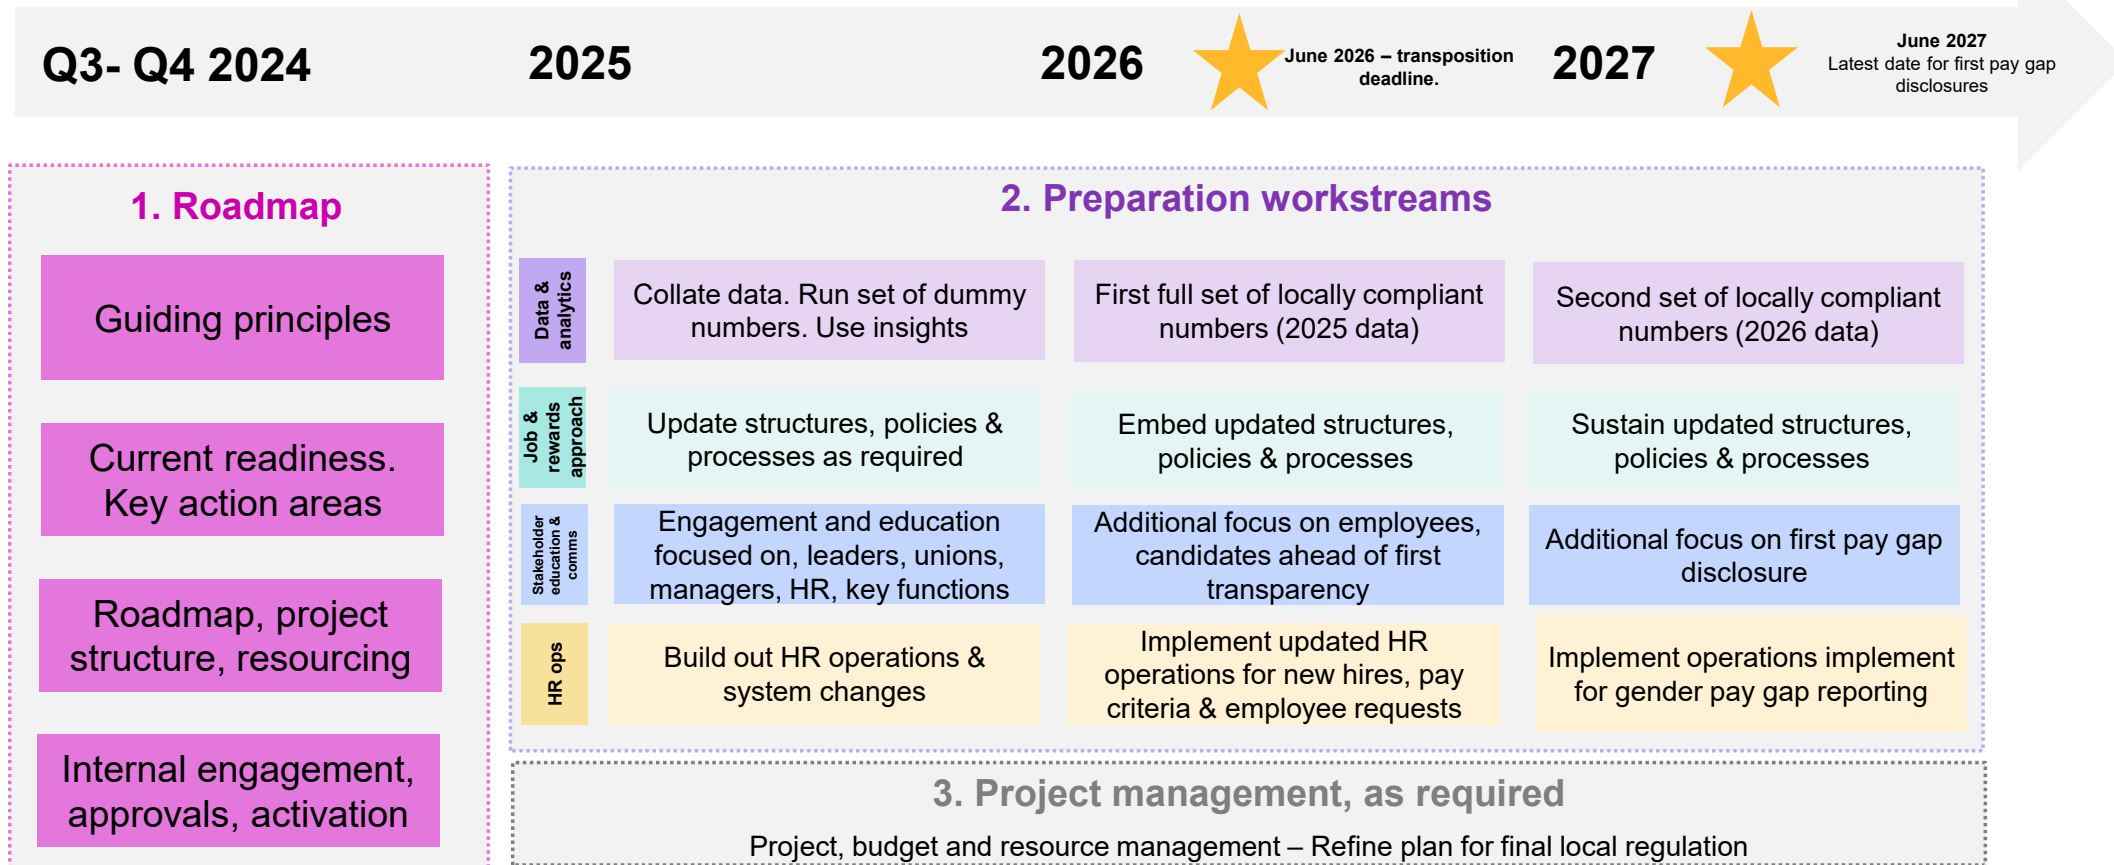 Q3- Q4 2024
2025
2026
June 2026 – transposition
deadline.
2027
June 2027
Latest date for first pay gap
disclosures
1. Roadmap
Guiding principles
Current readiness.
Key action areas
Roadmap, project
structure, resourcing
Internal engagement,
approvals, activation
2. Preparation workstreams
Data &
analytics
Collate data. Run set of dummy
numbers. Use insights
First full set of locally compliant
numbers (2025 data)
Second set of locally compliant
numbers (2026 data)
Job &
rewards
approach
Update structures, policies &
processes as required
Embed updated structures,
policies & processes
Sustain updated structures,
policies & processes
Stakeholder
education &
comms
Engagement and education
focused on, leaders, unions,
managers, HR, key functions
Additional focus on employees,
candidates ahead of first
transparency
Additional focus on first pay gap
disclosure
HR ops
Build out HR operations &
system changes
Implement updated HR
operations for new hires, pay
criteria & employee requests
Implement operations implement
for gender pay gap reporting
3. Project management, as required
Project, budget and resource management – Refine plan for final local regulation